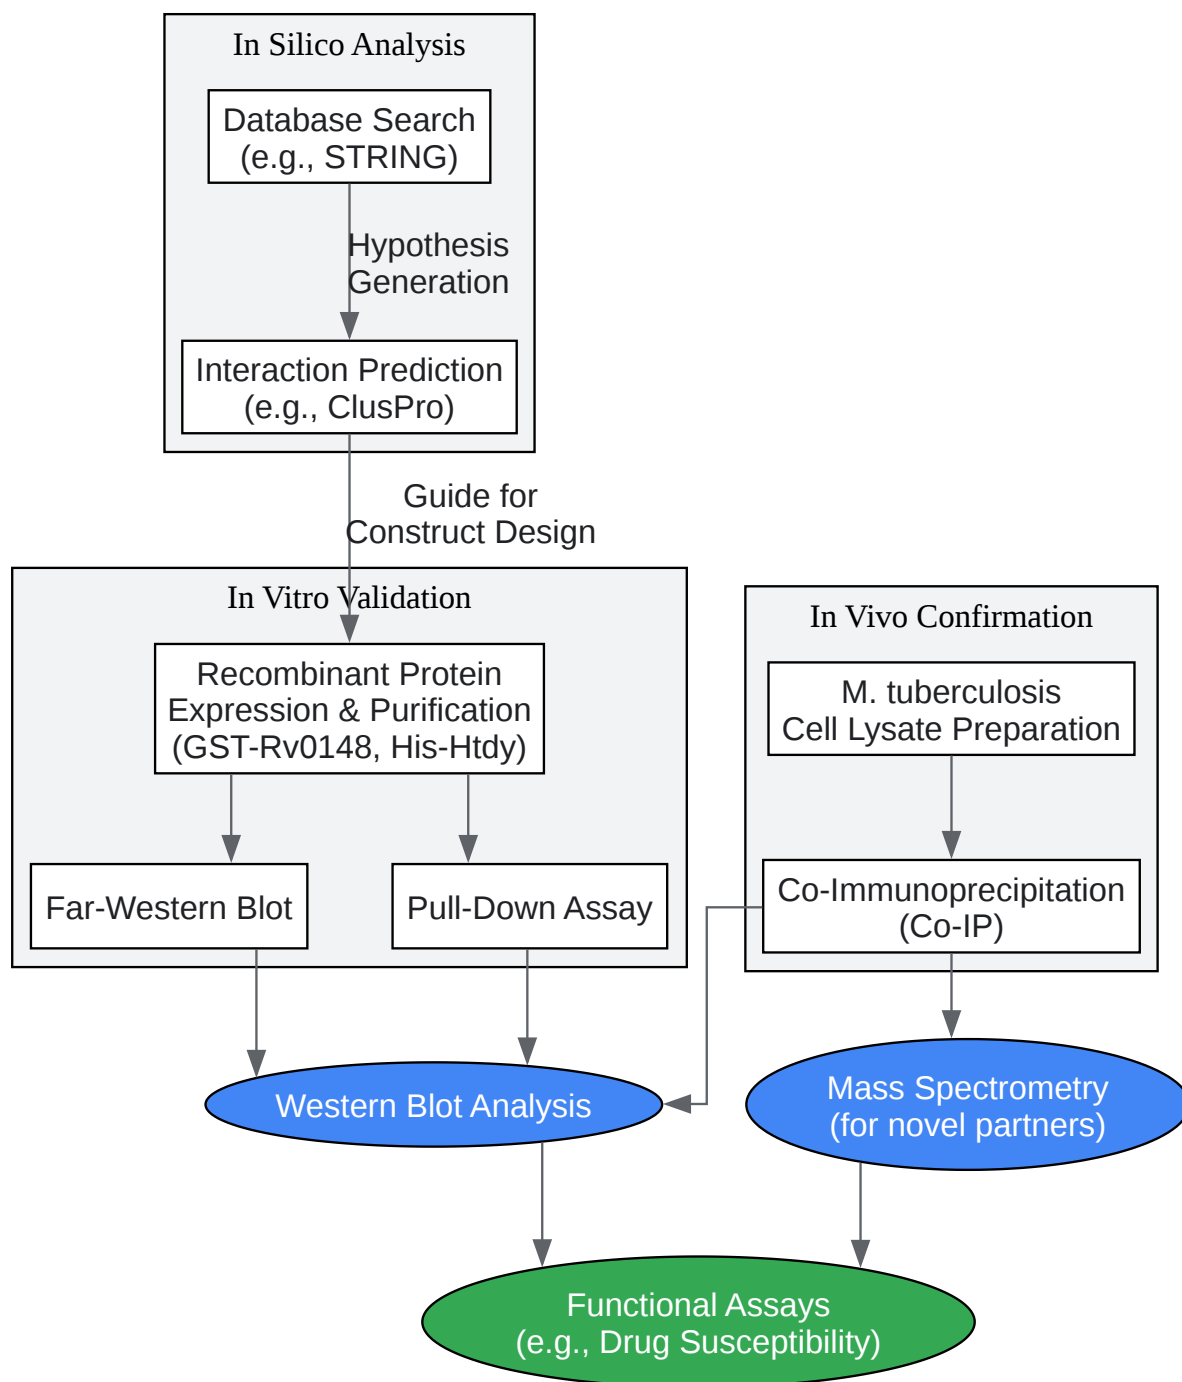 In Silico Analysis
Database Search
(e.g., STRING)
Hypothesis
Generation
Interaction Prediction
(e.g., ClusPro)
Guide for
Construct Design
In Vitro Validation
Recombinant Protein
Expression & Purification
(GST-Rv0148, His-Htdy)
Far-Western Blot
Pull-Down Assay
In Vivo Confirmation
M. tuberculosis
Cell Lysate Preparation
Co-Immunoprecipitation
(Co-IP)
Western Blot Analysis
Mass Spectrometry
(for novel partners)
Functional Assays
(e.g., Drug Susceptibility)